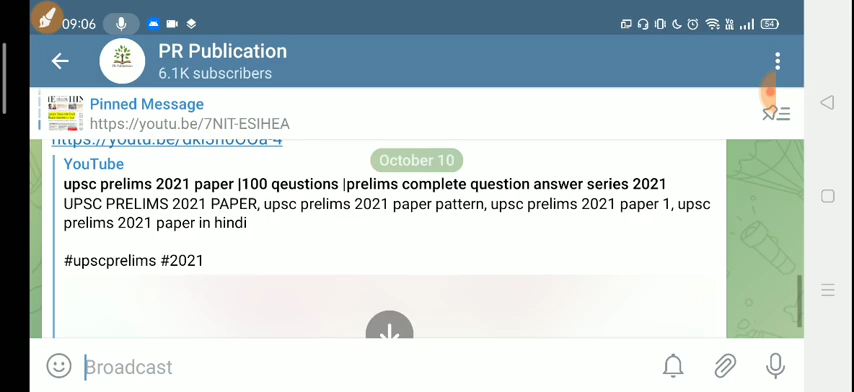 09:06
54
PR Publication
6.1K subscribers
Pinned Message
https://youtu.be/7NIT-ESIHEA
YouTube
October 10
upsc prelims 2021 paper |100 qeustions |prelims complete question answer series 2021
UPSC PRELIMS 2021 PAPER, upsc prelims 2021 paper pattern, upsc prelims 2021 paper 1, upsc
prelims 2021 paper in hindi
#upscprelims #2021
Broadcast